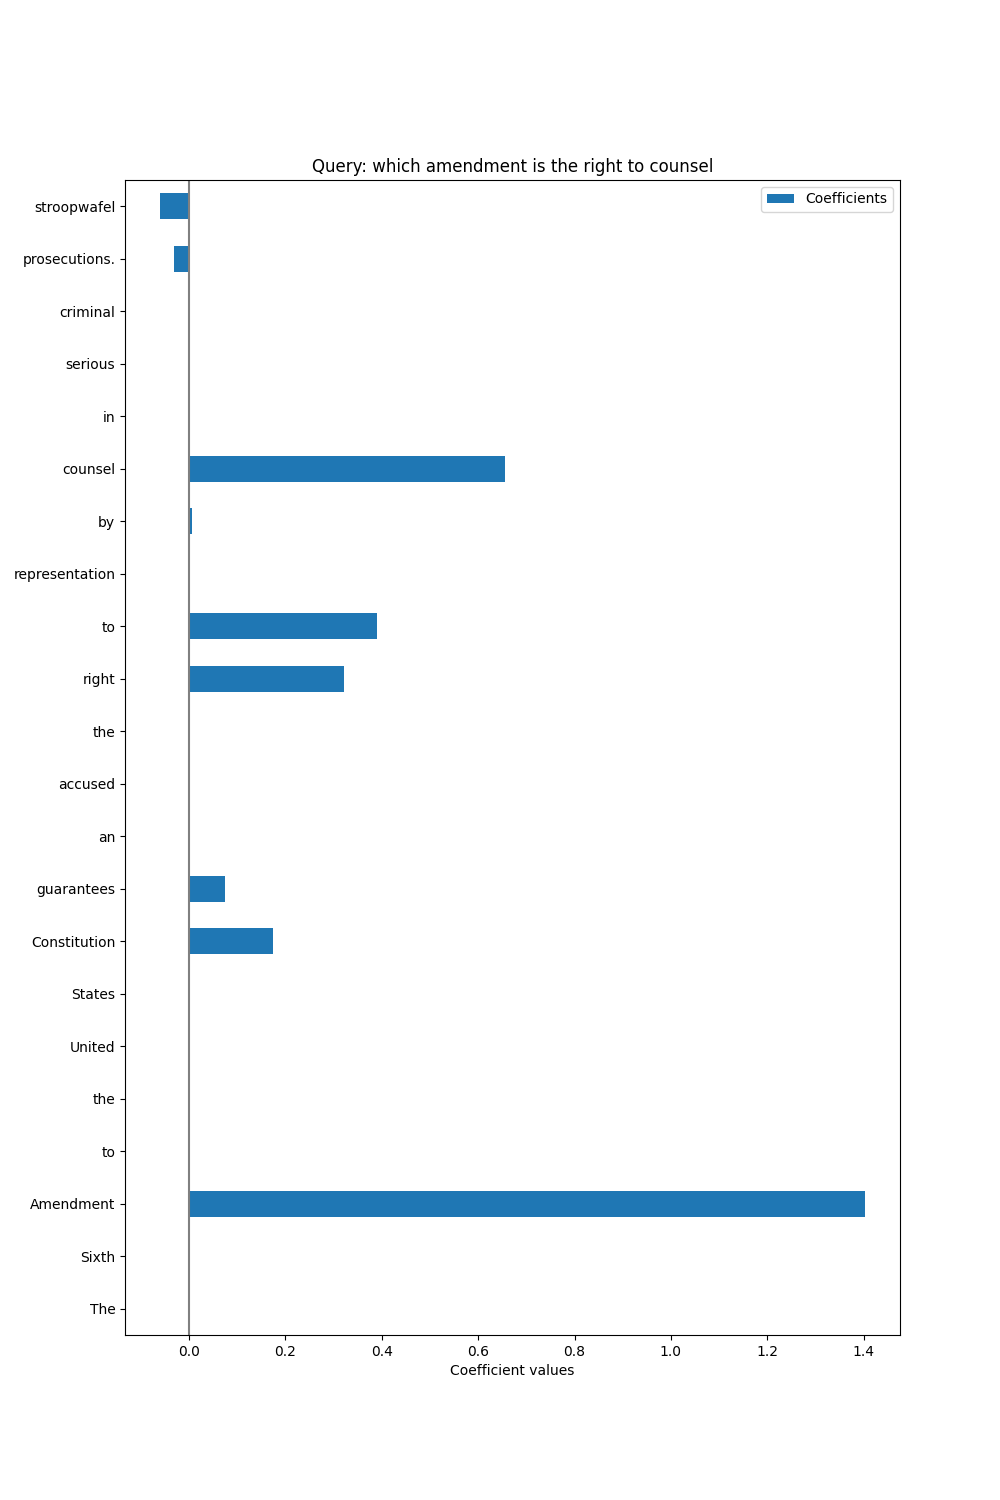 Query: which amendment is the right to counsel
Coefficients
stroopwafel
prosecutions.
criminal
serious
in
counsel
by
representation
to
right
the
accused
an
guarantees
Constitution
States
United
the
to
Amendment
Sixth
The
0.0 0.2 0.4 0.6 0.8 1.0 1.2 1.4
Coefficient values